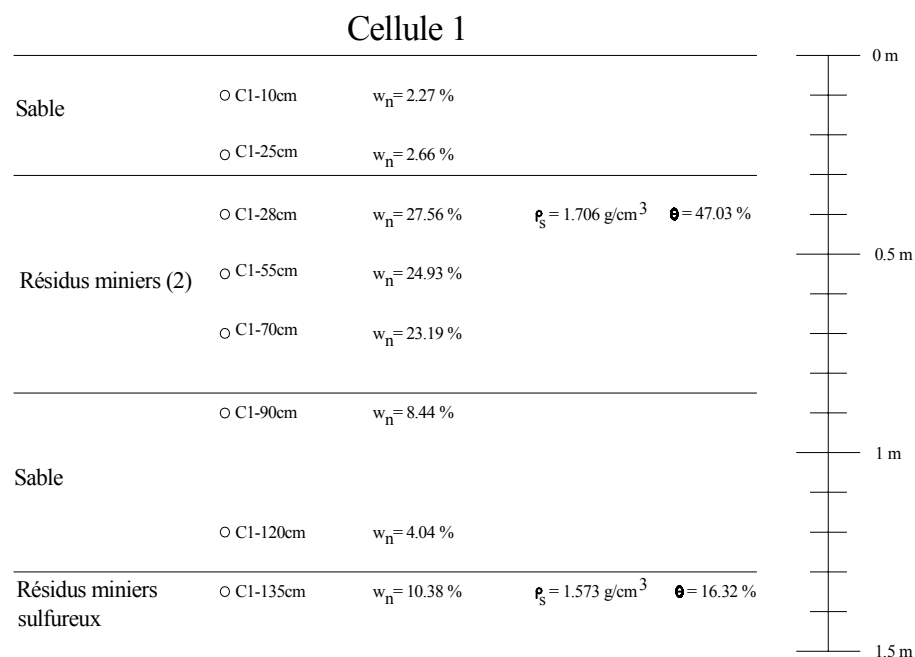 Cellule 1
0 m
Sable
C1-10cm wn= 2.27 %
C1-25cm wn= 2.66 %
C1-28cm wn= 27.56 % ρs = 1.706 g/cm3 θ = 47.03 %
0.5 m
Résidus miniers (2)
C1-55cm wn= 24.93 %
C1-70cm wn= 23.19 %
C1-90cm wn= 8.44 %
1 m
Sable
C1-120cm wn= 4.04 %
Résidus miniers
sulfureux
C1-135cm wn= 10.38 % ρs = 1.573 g/cm3 θ = 16.32 %
1.5 m